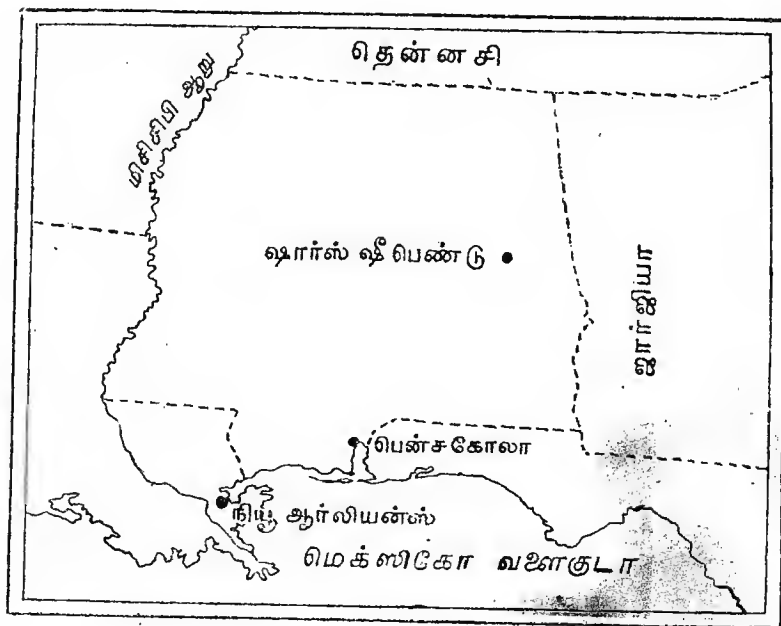 தென்னசி
மிசிசிபி ஆறு
ஷார்ஸ் ஷீ பெண்டு
ஜார்ஜியா
பென்சகோலா
நியூ ஆர்லியன்ஸ்
மெக்ஸிகோ வளைகுடா